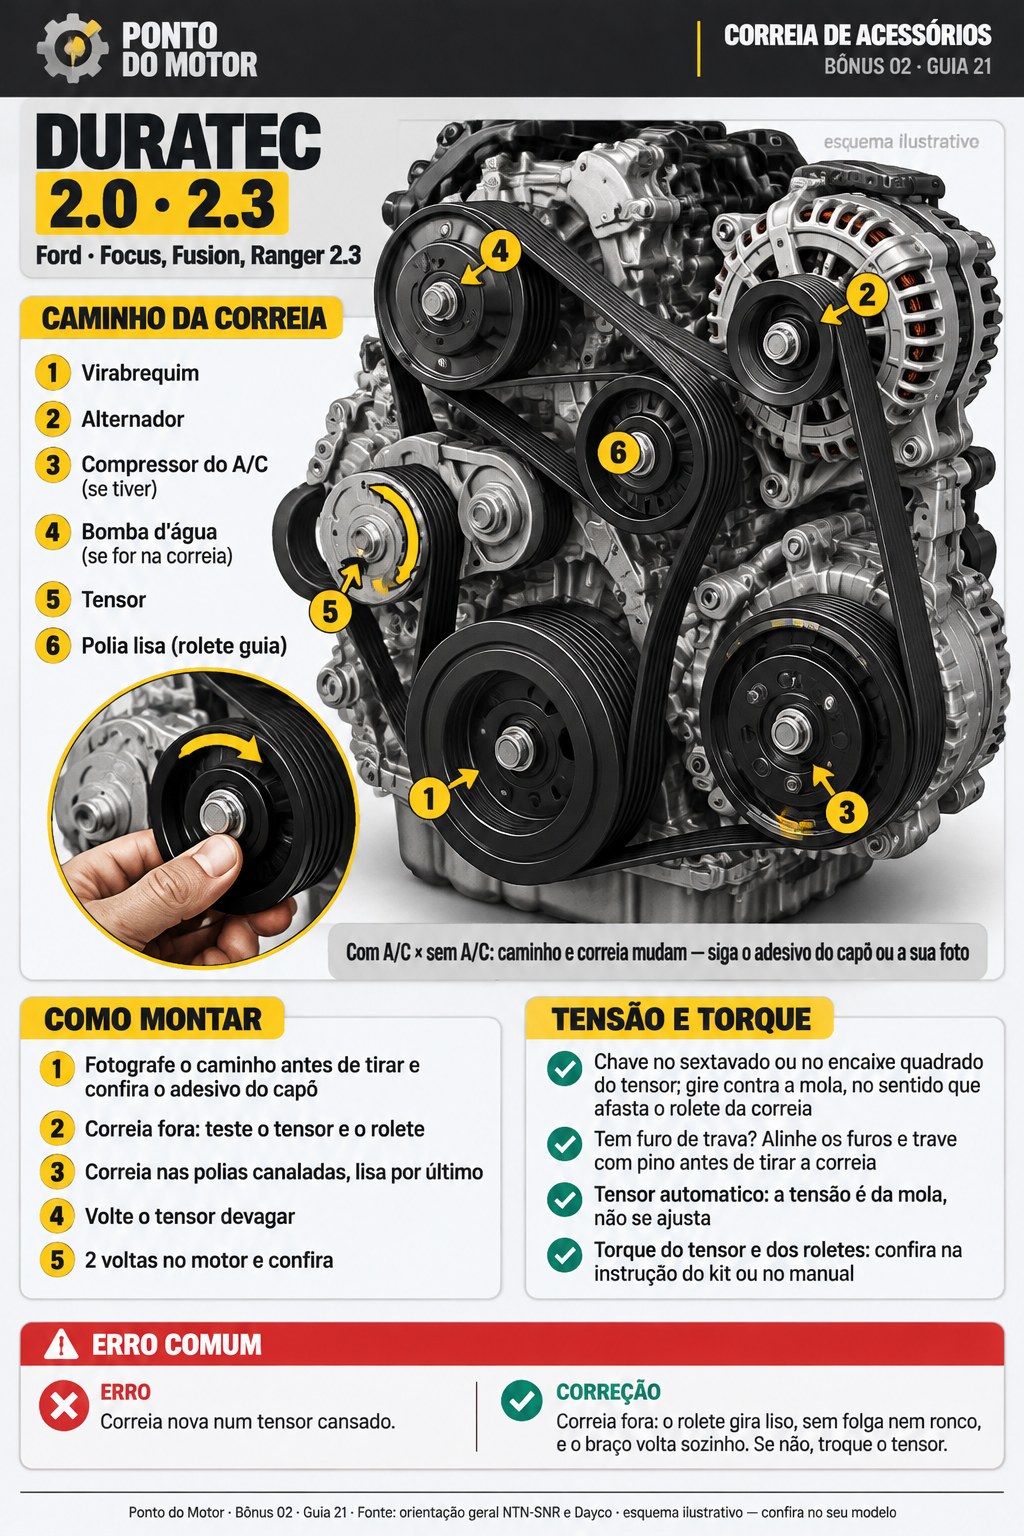 PONTO
DO MOTOR
CORREIA DE ACESSÓRIOS
BÔNUS 02 · GUIA 21
DURATEC
2.0 · 2.3
Ford · Focus, Fusion, Ranger 2.3
esquema ilustrativo
CAMINHO DA CORREIA
1 Virabrequim
2 Alternador
3 Compressor do A/C
(se tiver)
4 Bomba d'água
(se for na correia)
5 Tensor
6 Polia lisa (rolete guia)
4
2
6
5
1
3
Com A/C × sem A/C: caminho e correia mudam — siga o adesivo do capô ou a sua foto
COMO MONTAR
1 Fotografe o caminho antes de tirar e
confira o adesivo do capô
2 Correia fora: teste o tensor e o rolete
3 Correia nas polias canaladas, lisa por último
4 Volte o tensor devagar
5 2 voltas no motor e confira
TENSÃO E TORQUE
Chave no sextavado ou no encaixe quadrado
do tensor; gire contra a mola, no sentido que
afasta o rolete da correia
Tem furo de trava? Alinhe os furos e trave
com pino antes de tirar a correia
Tensor automatico: a tensão é da mola,
não se ajusta
Torque do tensor e dos roletes: confira na
instrução do kit ou no manual
ERRO COMUM
ERRO
Correia nova num tensor cansado.
CORREÇÃO
Correia fora: o rolete gira liso, sem folga nem ronco,
e o braço volta sozinho. Se não, troque o tensor.
Ponto do Motor · Bônus 02 · Guia 21 · Fonte: orientação geral NTN-SNR e Dayco · esquema ilustrativo — confira no seu modelo